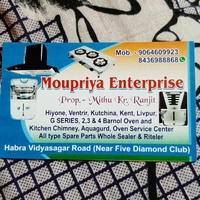 Mob. - 9064609923
8436988868
Moupriya Enterprise
Prop.- Mithu Kr. Ranjit
Hiyone, Ventrir, Kutchina, Kent, Livpur,
G SERIES, 2,3 & 4 Barnol Oven and
Kitchen Chimney, Aquagurd, Oven Service Center
All type Spare Parts Whole Sealer & Riteler
Habra Vidyasagar Road (Near Five Diamond Club)